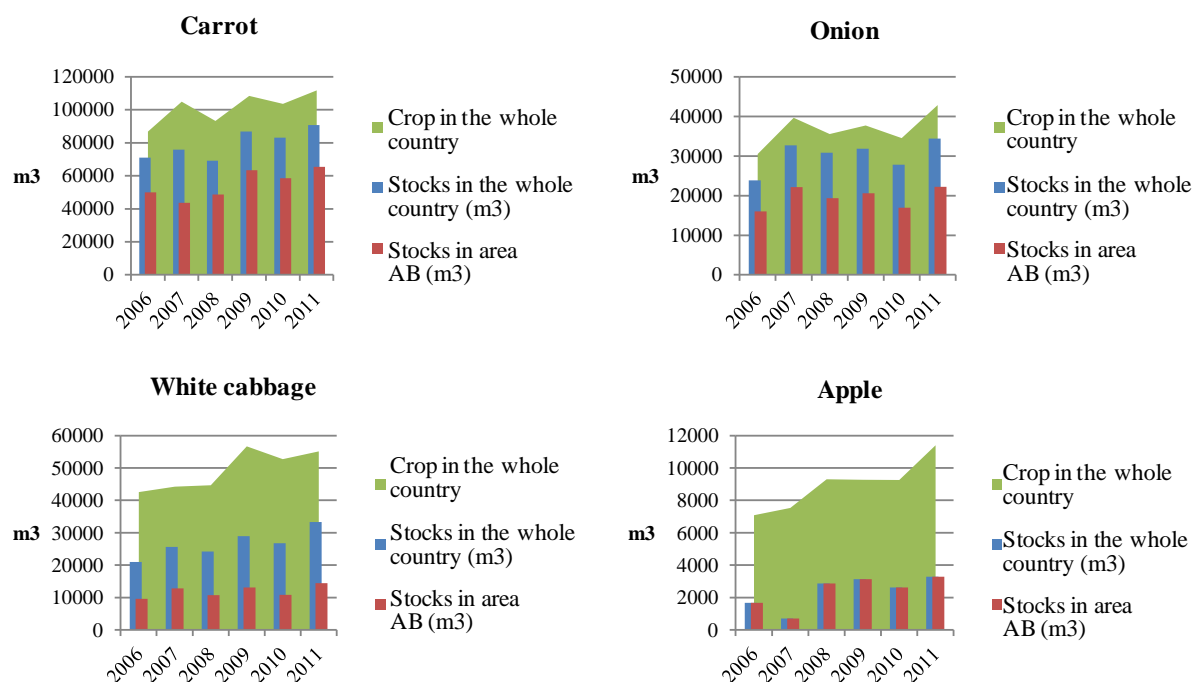 Carrot
120000
100000
80000
60000
40000
20000
0
m3
2006
2007
2008
2009
2010
2011
Crop in the whole
country
Stocks in the whole
country (m3)
Stocks in area
AB (m3)
Onion
50000
40000
30000
20000
10000
0
m3
2006
2007
2008
2009
2010
2011
Crop in the whole
country
Stocks in the whole
country (m3)
Stocks in area
AB (m3)
White cabbage
60000
50000
40000
30000
20000
10000
0
m3
2006
2007
2008
2009
2010
2011
Crop in the whole
country
Stocks in the whole
country (m3)
Stocks in area
AB (m3)
Apple
12000
10000
8000
6000
4000
2000
0
m3
2006
2007
2008
2009
2010
2011
Crop in the whole
country
Stocks in the whole
country (m3)
Stocks in area
AB (m3)